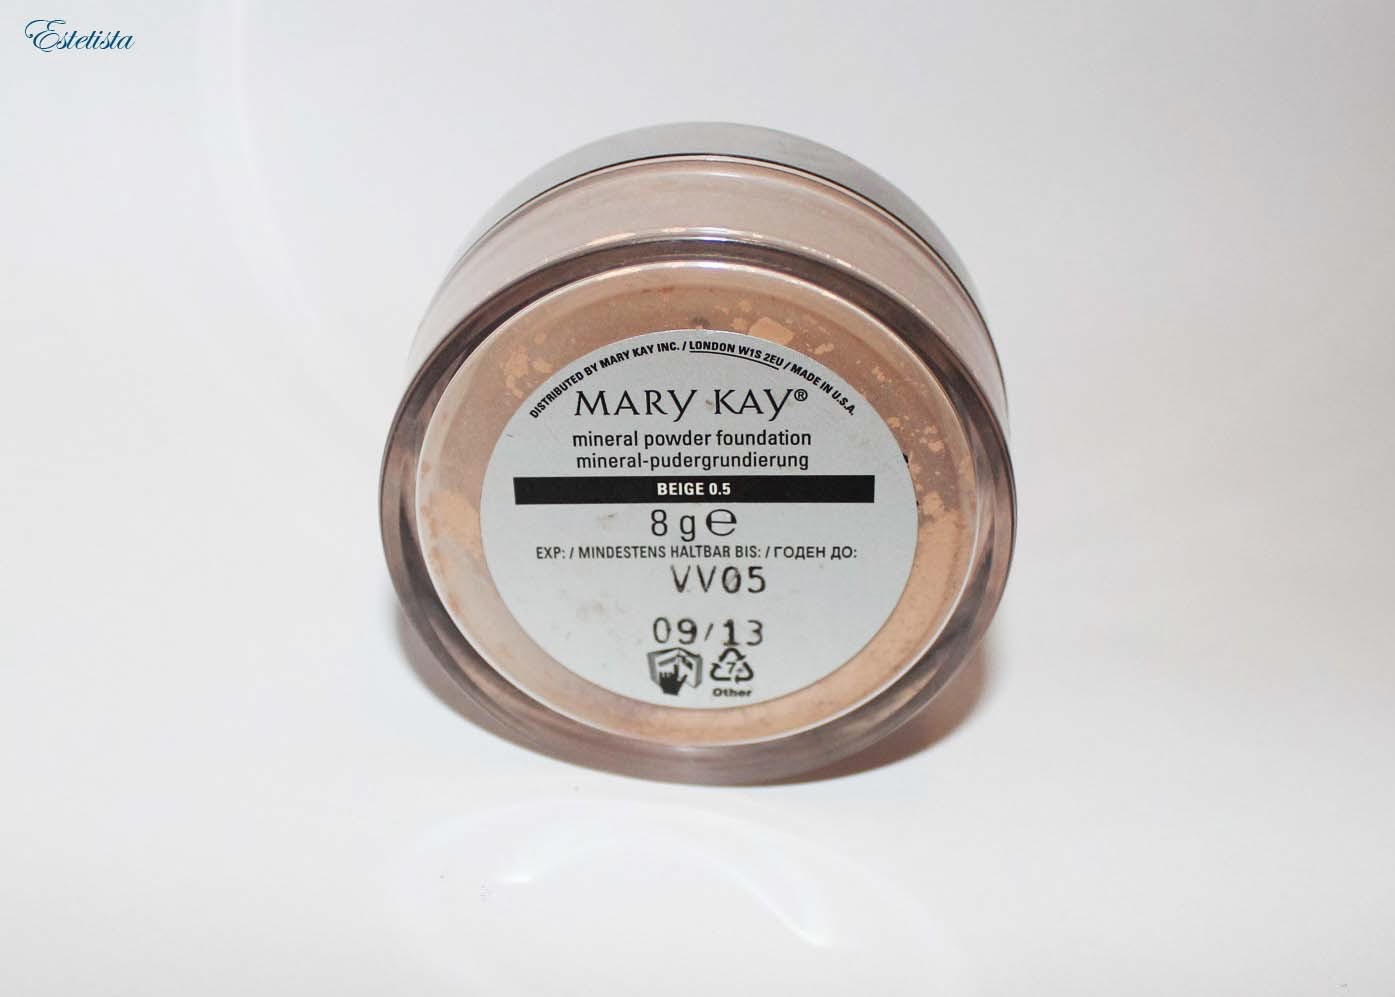 Estetista
DISTRIBUTED BY MARY KAY INC. / LONDON W1S 2EU / MADE IN U.S.A.
MARY KAY®
mineral powder foundation
mineral-pudergrundierung
BEIGE 0.5
8 g ℮
EXP: / MINDESTENS HALTBAR BIS: / ГОДЕН ДО:
VV05
09/13
7
Other